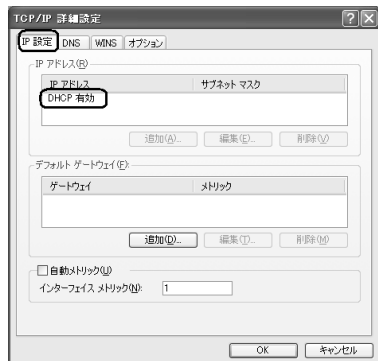 TCP/IP 詳細設定
IP 設定 DNS WINS オプション
IP アドレス(R)
IP アドレス サブネット マスク
DHCP 有効
追加(A)... 編集(E)... 削除(V)
デフォルト ゲートウェイ(F):
ゲートウェイ メトリック
追加(D)... 編集(T)... 削除(M)
自動メトリック(U)
インターフェイス メトリック(N): 1
OK キャンセル